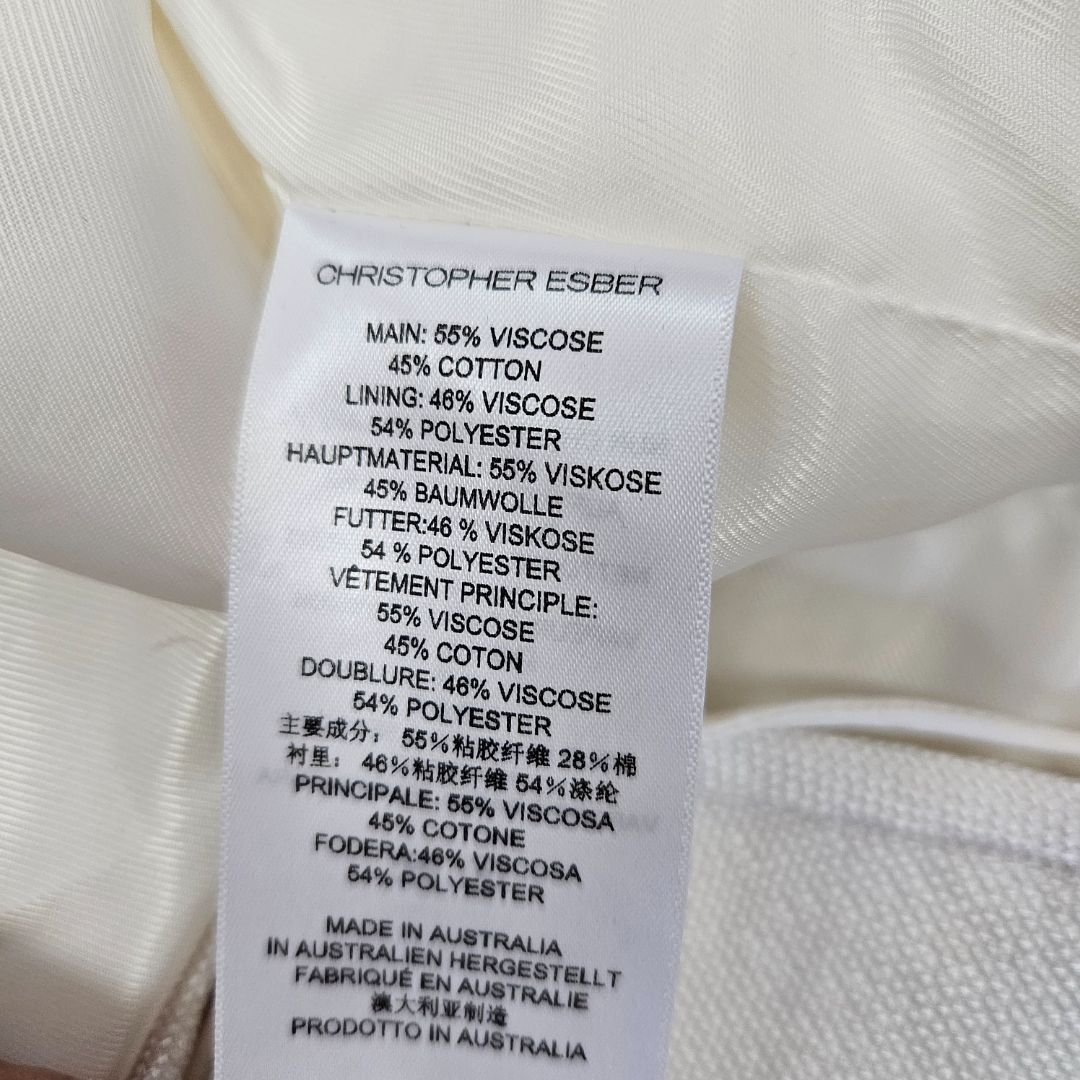 CHRISTOPHER ESBER
MAIN: 55% VISCOSE
45% COTTON
LINING: 46% VISCOSE
54% POLYESTER
HAUPTMATERIAL: 55% VISKOSE
45% BAUMWOLLE
FUTTER:46 % VISKOSE
54 % POLYESTER
VÊTEMENT PRINCIPLE:
55% VISCOSE
45% COTON
DOUBLURE: 46% VISCOSE
54% POLYESTER
主要成分： 55%粘胶纤维 28%棉
衬里： 46%粘胶纤维 54%涤纶
PRINCIPALE: 55% VISCOSA
45% COTONE
FODERA:46% VISCOSA
54% POLYESTER
MADE IN AUSTRALIA
IN AUSTRALIEN HERGESTELLT
FABRIQUÉ EN AUSTRALIE
澳大利亚制造
PRODOTTO IN AUSTRALIA